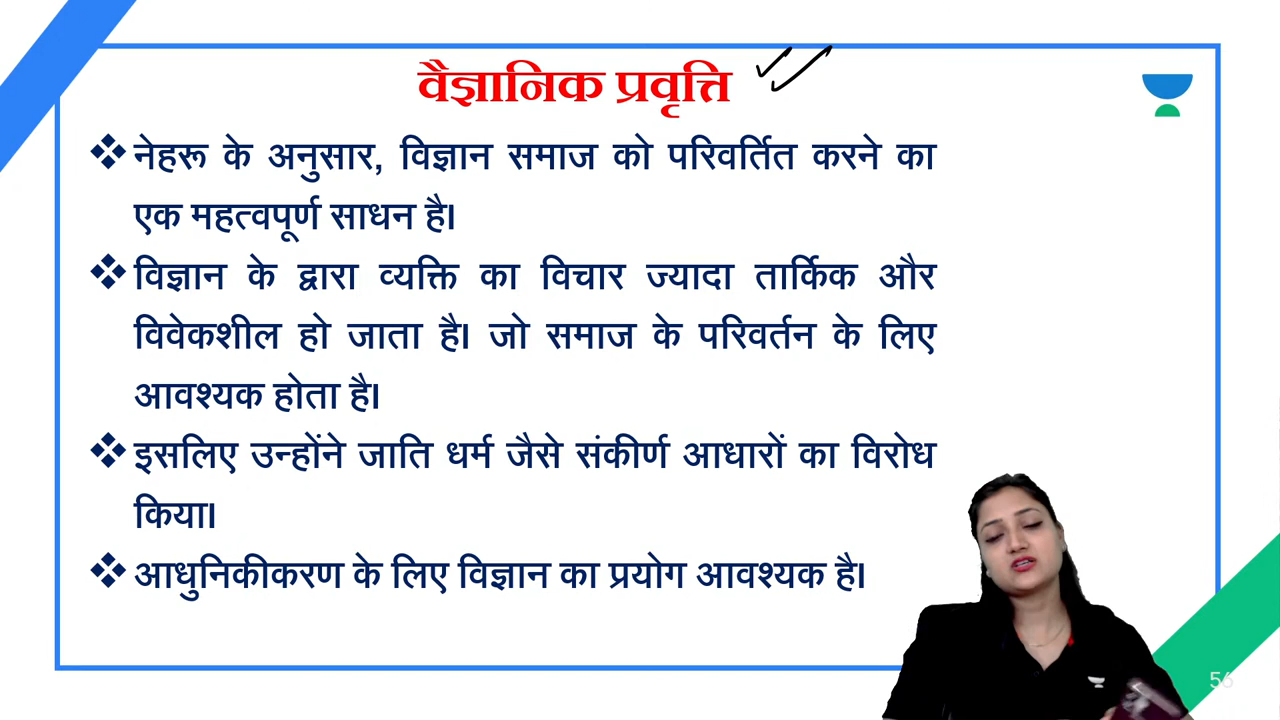 वैज्ञानिक प्रवृत्ति
नेहरू के अनुसार, विज्ञान समाज को परिवर्तित करने का
एक महत्वपूर्ण साधन है।
विज्ञान के द्वारा व्यक्ति का विचार ज्यादा तार्किक और
विवेकशील हो जाता है। जो समाज के परिवर्तन के लिए
आवश्यक होता है।
इसलिए उन्होंने जाति धर्म जैसे संकीर्ण आधारों का विरोध
किया।
आधुनिकीकरण के लिए विज्ञान का प्रयोग आवश्यक है।
56